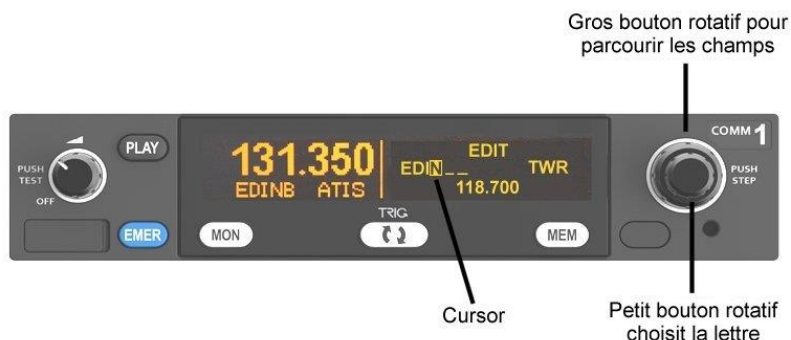 Gros bouton rotatif pour
parcourir les champs
COMM 1
PUSH
TEST
OFF
PLAY
131.350
EDINB ATIS
EDIT
EDIN_ _
TWR
118.700
PUSH
STEP
TRIG
EMER
MON
MEM
Cursor
Petit bouton rotatif
choisit la lettre